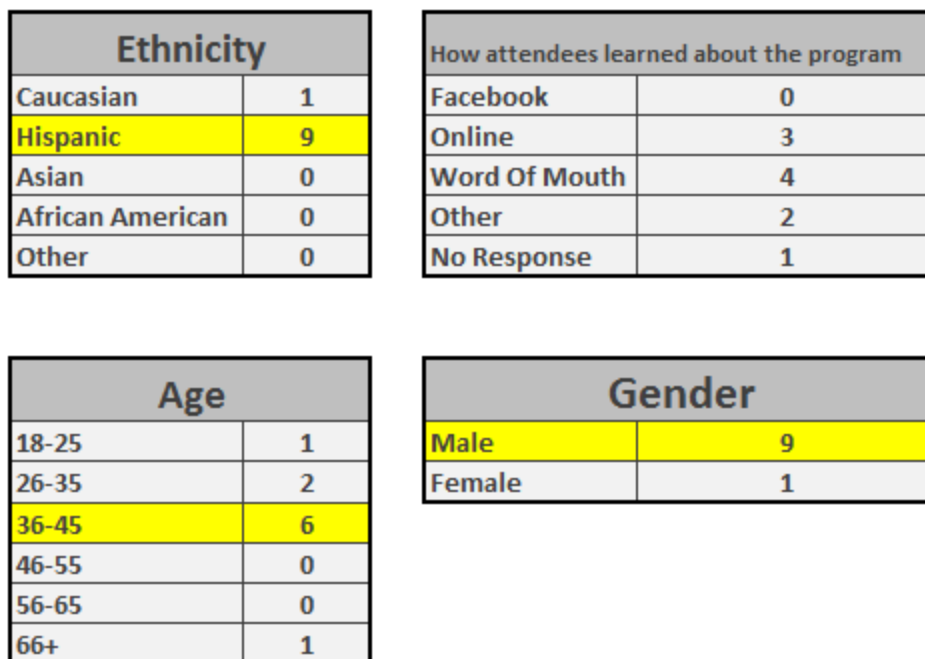 Ethnicity
Caucasian 1
Hispanic 9
Asian 0
African American 0
Other 0
How attendees learned about the program
Facebook 0
Online 3
Word Of Mouth 4
Other 2
No Response 1
Age
18-25 1
26-35 2
36-45 6
46-55 0
56-65 0
66+ 1
Gender
Male 9
Female 1